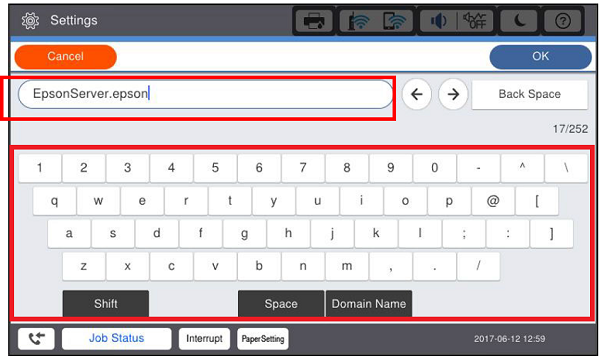 Settings
OFF
Cancel
OK
EpsonServer.epson
Back Space
17/252
1 2 3 4 5 6 7 8 9 0 - ^ \
q w e r t y u i o p @ [
a s d f g h j k l ; : ]
z x c v b n m , . /
Shift Space Domain Name
Job Status Interrupt PaperSetting 2017-06-12 12:59